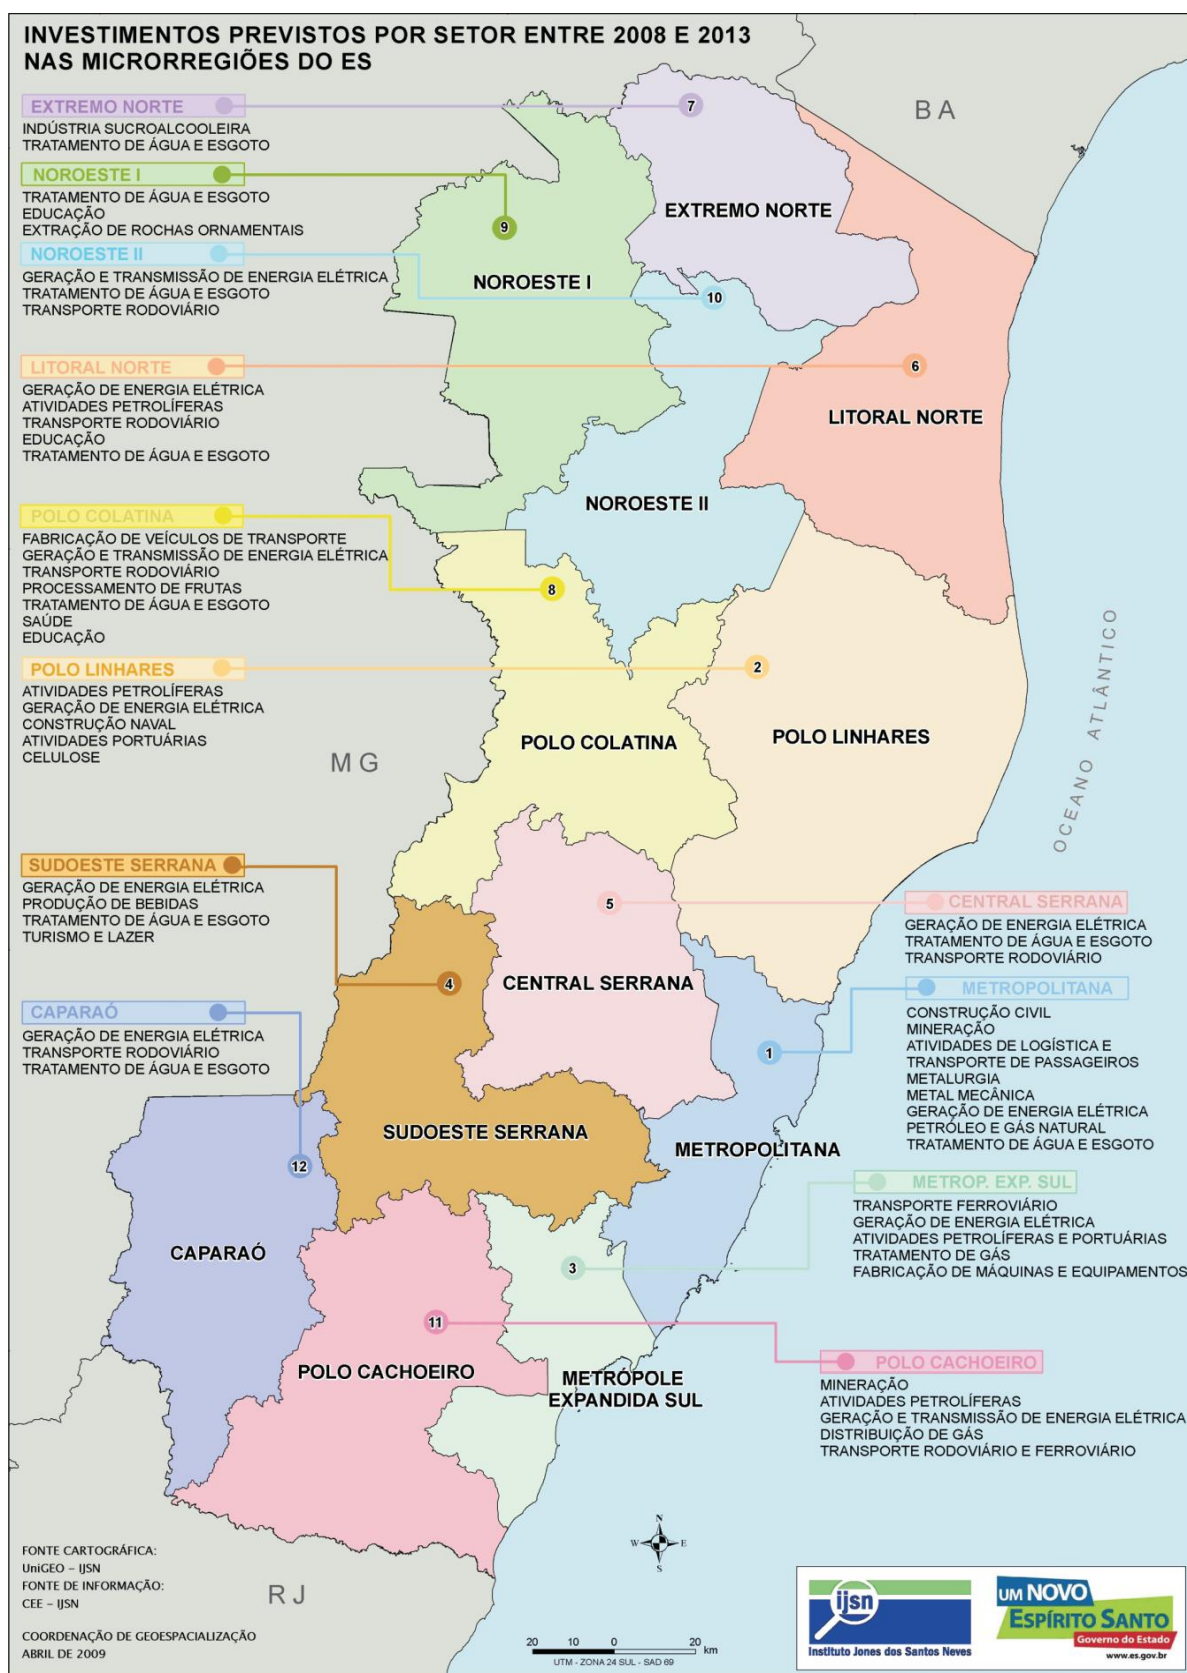 INVESTIMENTOS PREVISTOS POR SETOR ENTRE 2008 E 2013
NAS MICRORREGIÕES DO ES
EXTREMO NORTE
INDÚSTRIA SUCROALCOOLEIRA
TRATAMENTO DE ÁGUA E ESGOTO
NOROESTE I
TRATAMENTO DE ÁGUA E ESGOTO
EDUCAÇÃO
EXTRAÇÃO DE ROCHAS ORNAMENTAIS
NOROESTE II
GERAÇÃO E TRANSMISSÃO DE ENERGIA ELÉTRICA
TRATAMENTO DE ÁGUA E ESGOTO
TRANSPORTE RODOVIÁRIO
LITORAL NORTE
GERAÇÃO DE ENERGIA ELÉTRICA
ATIVIDADES PETROLÍFERAS
TRANSPORTE RODOVIÁRIO
EDUCAÇÃO
TRATAMENTO DE ÁGUA E ESGOTO
POLO COLATINA
FABRICAÇÃO DE VEÍCULOS DE TRANSPORTE
GERAÇÃO E TRANSMISSÃO DE ENERGIA ELÉTRICA
TRANSPORTE RODOVIÁRIO
PROCESSAMENTO DE FRUTAS
TRATAMENTO DE ÁGUA E ESGOTO
SAÚDE
EDUCAÇÃO
POLO LINHARES
ATIVIDADES PETROLÍFERAS
GERAÇÃO DE ENERGIA ELÉTRICA
CONSTRUÇÃO NAVAL
ATIVIDADES PORTUÁRIAS
CELULOSE
SUDOESTE SERRANA
GERAÇÃO DE ENERGIA ELÉTRICA
PRODUÇÃO DE BEBIDAS
TRATAMENTO DE ÁGUA E ESGOTO
TURISMO E LAZER
CAPARAÓ
GERAÇÃO DE ENERGIA ELÉTRICA
TRANSPORTE RODOVIÁRIO
TRATAMENTO DE ÁGUA E ESGOTO
7
BA
EXTREMO NORTE
9
NOROESTE I
10
6
LITORAL NORTE
NOROESTE II
8
2
POLO COLATINA
POLO LINHARES
MG
OCEANO ATLÂNTICO
5
CENTRAL SERRANA
4
1
SUDOESTE SERRANA
METROPOLITANA
12
CAPARAÓ
3
11
POLO CACHOEIRO
METRÓPOLE
EXPANDIDA SUL
RJ
CENTRAL SERRANA
GERAÇÃO DE ENERGIA ELÉTRICA
TRATAMENTO DE ÁGUA E ESGOTO
TRANSPORTE RODOVIÁRIO
METROPOLITANA
CONSTRUÇÃO CIVIL
MINERAÇÃO
ATIVIDADES DE LOGÍSTICA E
TRANSPORTE DE PASSAGEIROS
METALURGIA
METAL MECÂNICA
GERAÇÃO DE ENERGIA ELÉTRICA
PETRÓLEO E GÁS NATURAL
TRATAMENTO DE ÁGUA E ESGOTO
METROP. EXP. SUL
TRANSPORTE FERROVIÁRIO
GERAÇÃO DE ENERGIA ELÉTRICA
ATIVIDADES PETROLÍFERAS E PORTUÁRIAS
TRATAMENTO DE GÁS
FABRICAÇÃO DE MÁQUINAS E EQUIPAMENTOS
POLO CACHOEIRO
MINERAÇÃO
ATIVIDADES PETROLÍFERAS
GERAÇÃO E TRANSMISSÃO DE ENERGIA ELÉTRICA
DISTRIBUIÇÃO DE GÁS
TRANSPORTE RODOVIÁRIO E FERROVIÁRIO
FONTE CARTOGRÁFICA:
UniGEO – IJSN
FONTE DE INFORMAÇÃO:
CEE – IJSN
COORDENAÇÃO DE GEOESPACIALIZAÇÃO
ABRIL DE 2009
N
W E
S
20 10 0 20 km
UTM - ZONA 24 SUL - SAD 69
ijsn
Instituto Jones dos Santos Neves
UM NOVO
ESPÍRITO SANTO
Governo do Estado
www.es.gov.br